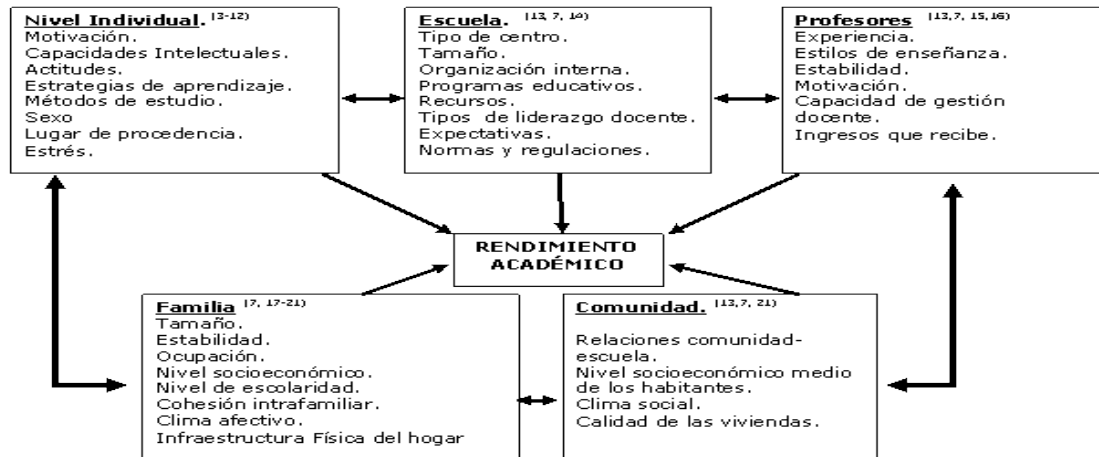 Nivel Individual. (3-12)
Motivación.
Capacidades Intelectuales.
Actitudes.
Estrategias de aprendizaje.
Métodos de estudio.
Sexo
Lugar de procedencia.
Estrés.
Escuela. (13, 7, 14)
Tipo de centro.
Tamaño.
Organización interna.
Programas educativos.
Recursos.
Tipos de liderazgo docente.
Expectativas.
Normas y regulaciones.
Profesores (13,7, 15,16)
Experiencia.
Estilos de enseñanza.
Estabilidad.
Motivación.
Capacidad de gestión
docente.
Ingresos que recibe.
RENDIMIENTO
ACADÉMICO
Familia (7, 17-21)
Tamaño.
Estabilidad.
Ocupación.
Nivel socioeconómico.
Nivel de escolaridad.
Cohesión intrafamiliar.
Clima afectivo.
Infraestructura Física del hogar
Comunidad. (13,7, 21)
Relaciones comunidad-
escuela.
Nivel socioeconómico medio
de los habitantes.
Clima social.
Calidad de las viviendas.